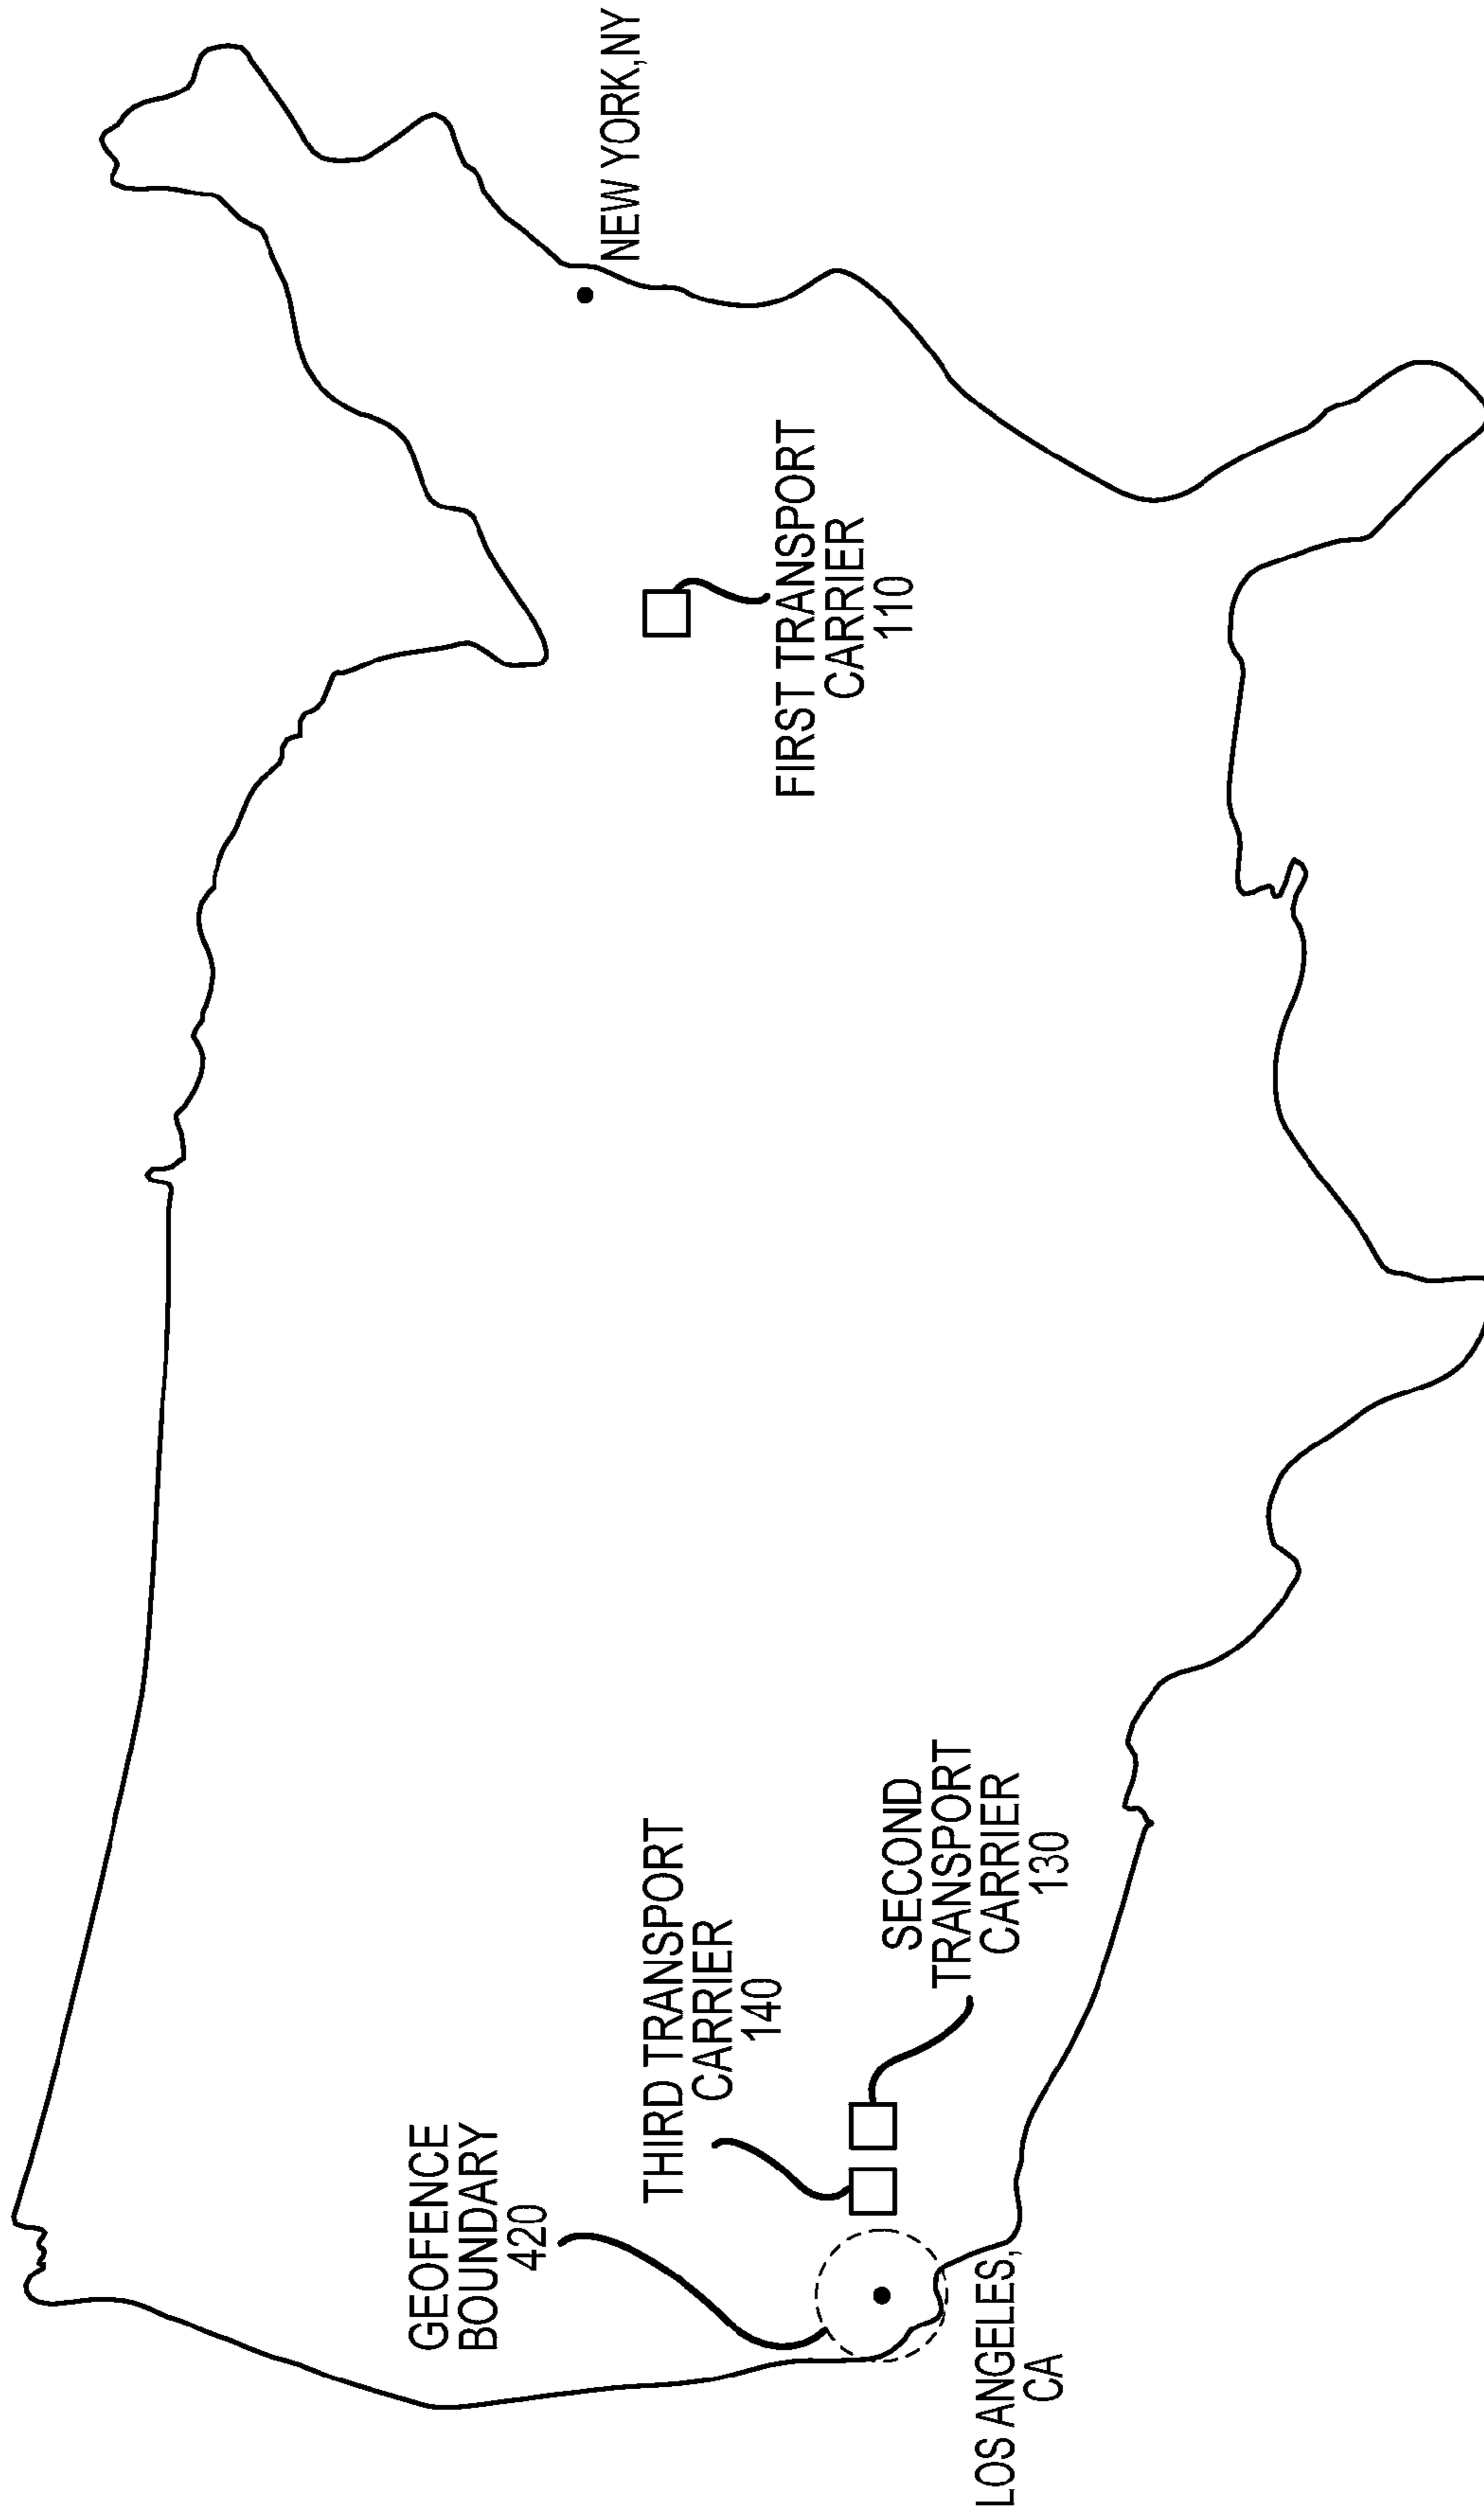 GEOFENCE
BOUNDARY
420
THIRD TRANSPORT
CARRIER
140
SECOND
TRANSPORT
CARRIER
130
LOS ANGELES,
CA
FIRST TRANSPORT
CARRIER
110
NEW YORK,NY